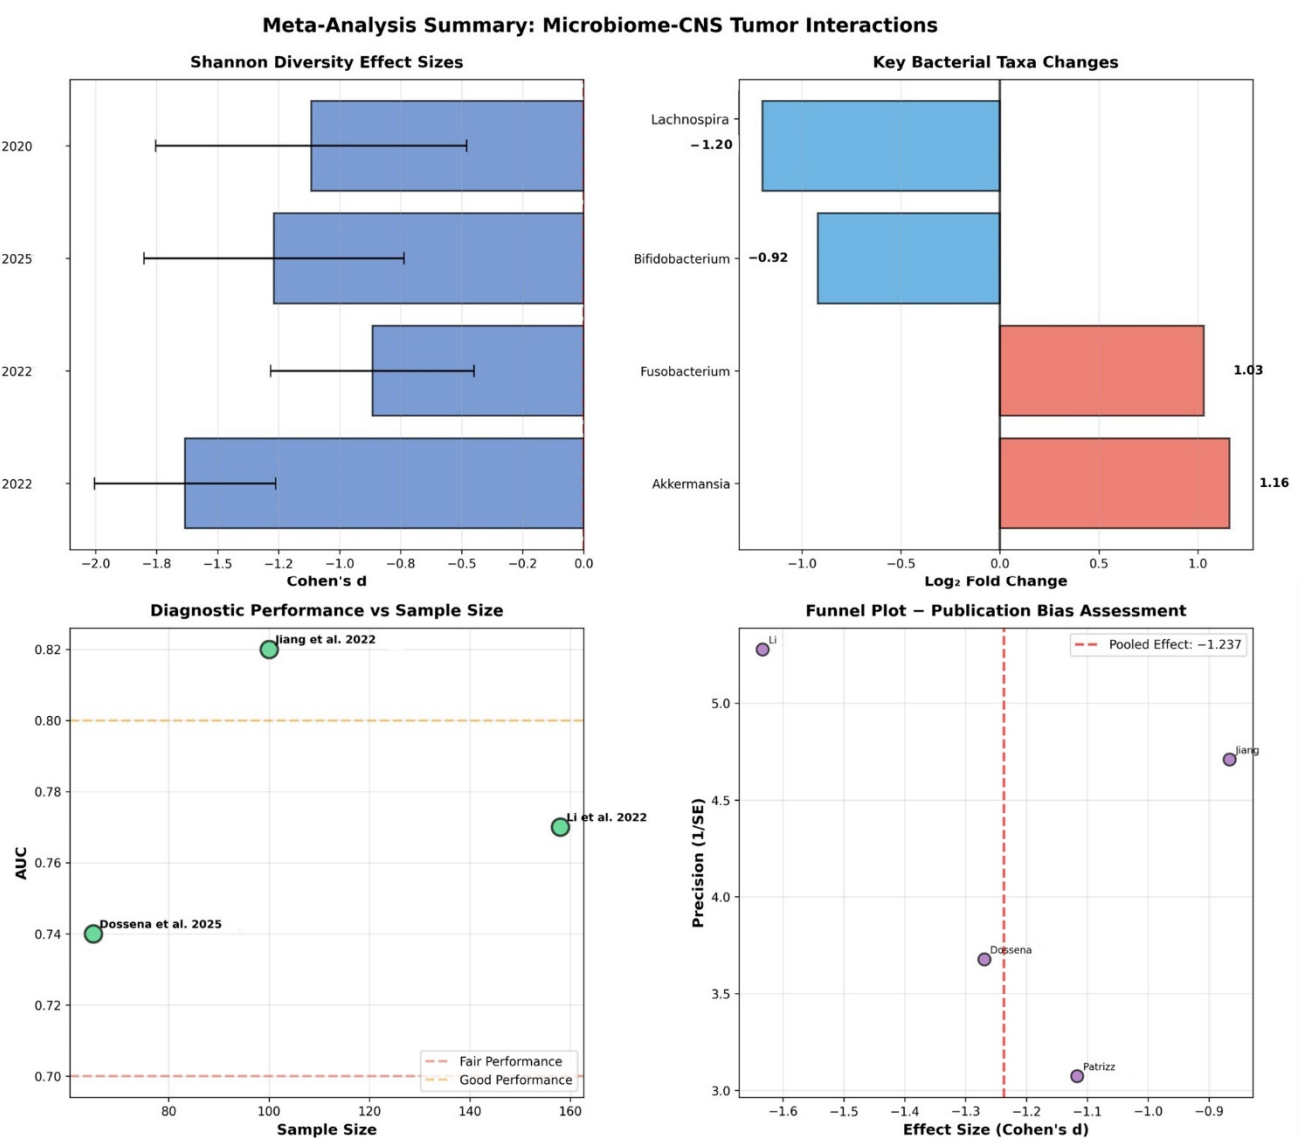 Meta-Analysis Summary: Microbiome-CNS Tumor Interactions
Shannon Diversity Effect Sizes
2020
2025
2022
2022
−2.0 −1.8 −1.5 −1.2 −1.0 −0.8 −0.5 −0.2 0.0
Cohen's d
Key Bacterial Taxa Changes
Lachnospira
−1.20
Bifidobacterium −0.92
Fusobacterium 1.03
Akkermansia 1.16
−1.0 −0.5 0.0 0.5 1.0
Log₂ Fold Change
Diagnostic Performance vs Sample Size
AUC
0.82
0.80
0.78
0.76
0.74
0.72
0.70
Jiang et al. 2022
Li et al. 2022
Dossena et al. 2025
Fair Performance
Good Performance
80 100 120 140 160
Sample Size
Funnel Plot − Publication Bias Assessment
Precision (1/SE)
5.0
4.5
4.0
3.5
3.0
Pooled Effect: −1.237
Li
Jiang
Dossena
Patrizz
−1.6 −1.5 −1.4 −1.3 −1.2 −1.1 −1.0 −0.9
Effect Size (Cohen's d)